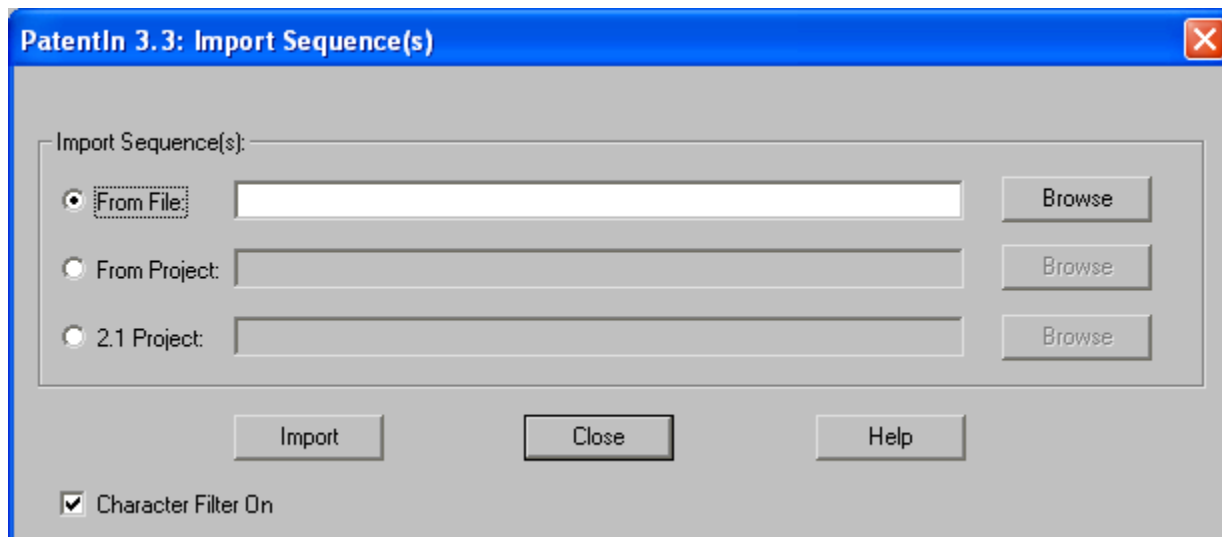 PatentIn 3.3: Import Sequence(s)
Import Sequence(s):
From File: Browse
From Project: Browse
2.1 Project: Browse
Import Close Help
Character Filter On